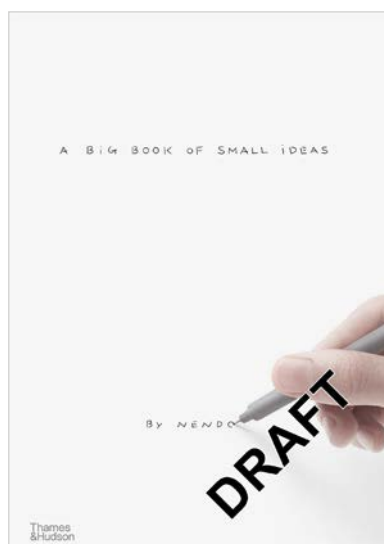 A BiG BOOK OF SMALL iDEAS
BY NENDO
DRAFT
Thames
&Hudson